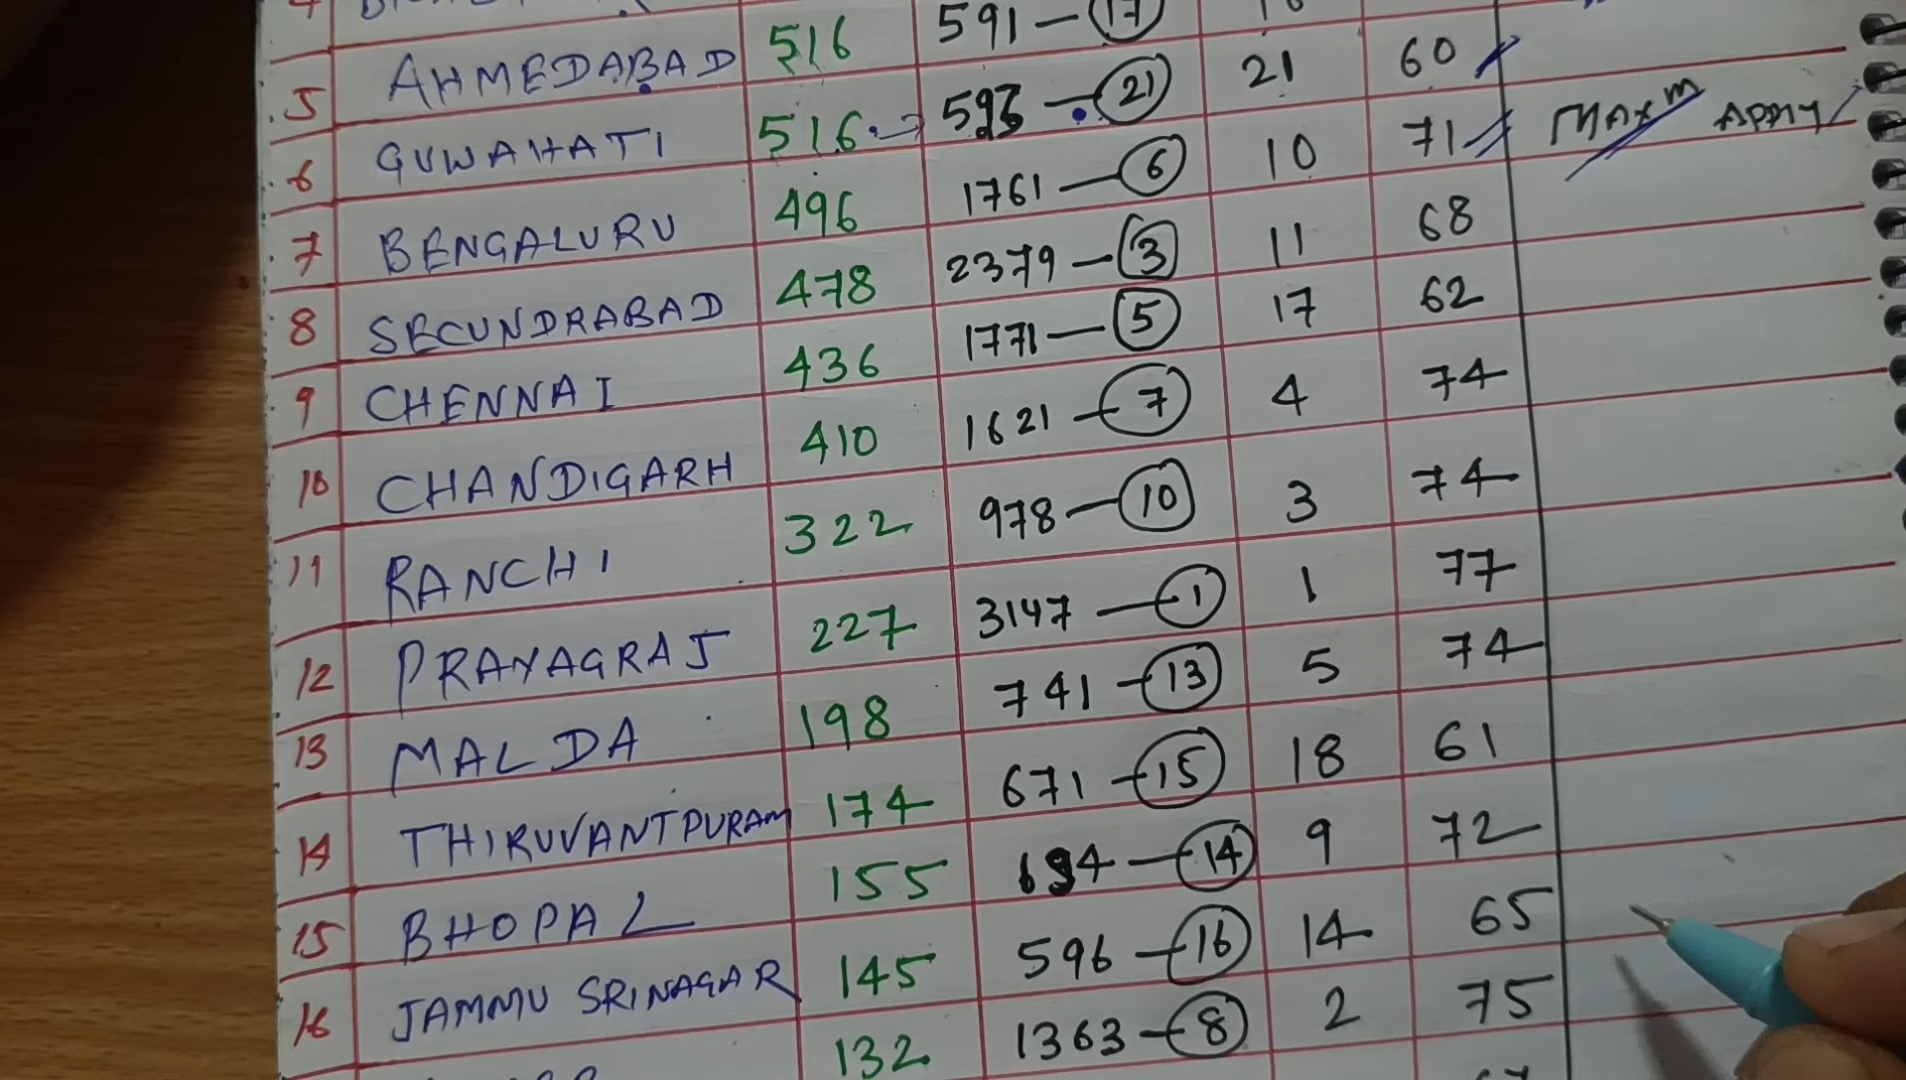 5 AHMEDABAD 516 591 — 17
6 GUWAHATI 516 593 — 21 21 60
7 BENGALURU 496 1761 — 6 10 71 MAXm APPLY
8 SECUNDRABAD 478 2379 — 3 11 68
9 CHENNAI 436 1771 — 5 17 62
10 CHANDIGARH 410 1621 — 7 4 74
11 RANCHI 322 978 — 10 3 74
12 PRAYAGRAJ 227 3147 — 1 1 77
13 MALDA 198 741 — 13 5 74
14 THIRUVANTPURAM 174 671 — 15 18 61
15 BHOPAL 155 694 — 14 9 72
16 JAMMU SRINAGAR 145 596 — 16 14 65
132 1363 — 8 2 75